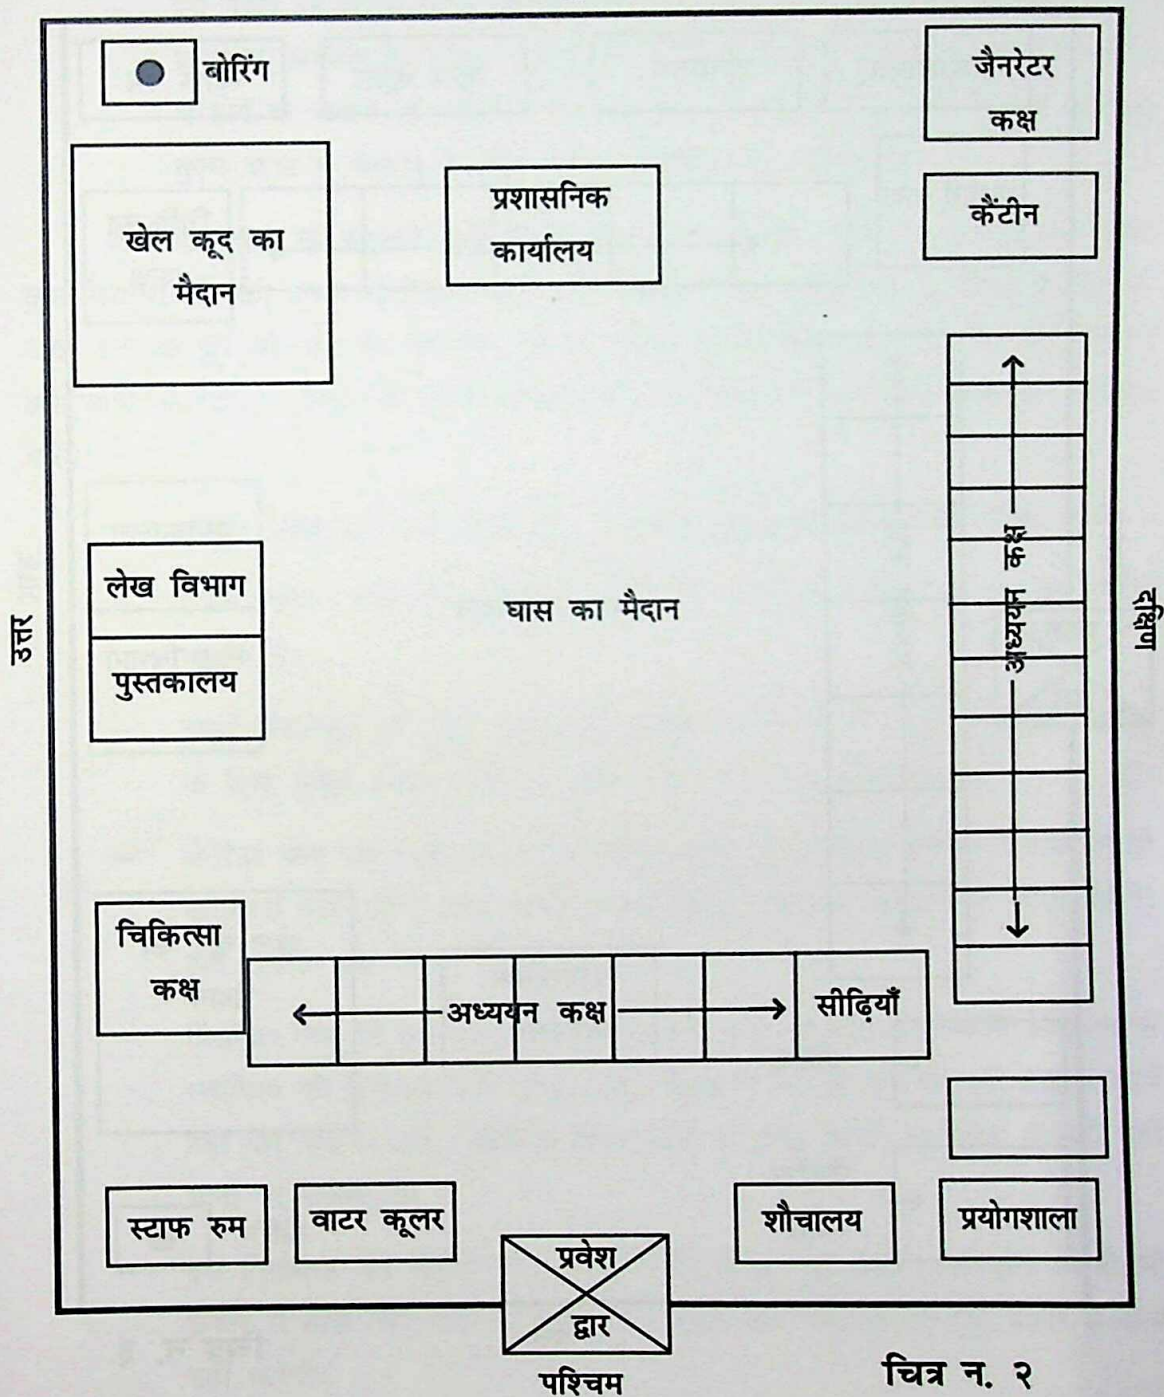 बोरिंग
जैनरेटर
कक्ष
खेल कूद का
मैदान
प्रशासनिक
कार्यालय
कैंटीन
लेख विभाग
पुस्तकालय
घास का मैदान
अध्ययन कक्ष
उत्तर
दक्षिण
चिकित्सा
कक्ष
अध्ययन कक्ष
सीढ़ियाँ
स्टाफ रुम
वाटर कूलर
शौचालय
प्रयोगशाला
प्रवेश
द्वार
पश्चिम
चित्र न. २